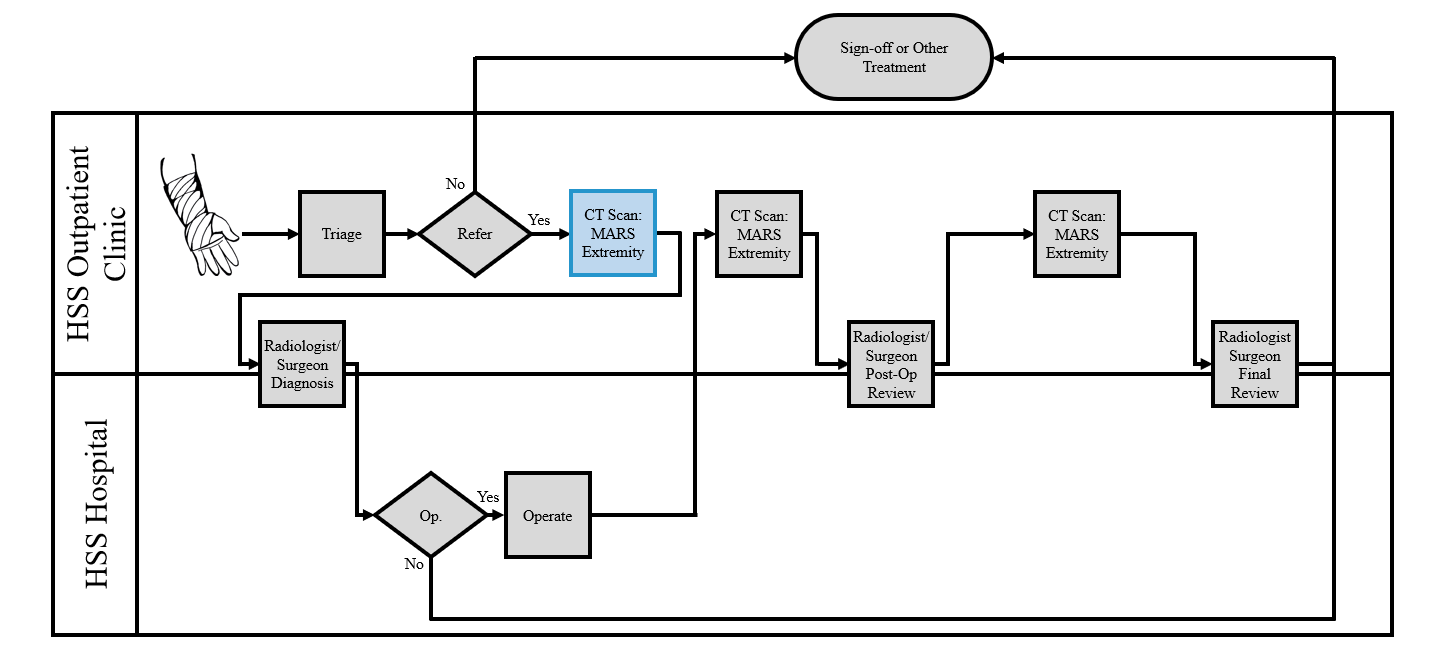 Sign-off or Other
Treatment
HSS Outpatient
Clinic
Triage
No
Refer
Yes
CT Scan:
MARS
Extremity
CT Scan:
MARS
Extremity
CT Scan:
MARS
Extremity
Radiologist/
Surgeon
Diagnosis
Radiologist/
Surgeon
Post-Op
Review
Radiologist
Surgeon
Final
Review
HSS Hospital
Op.
Yes
No
Operate